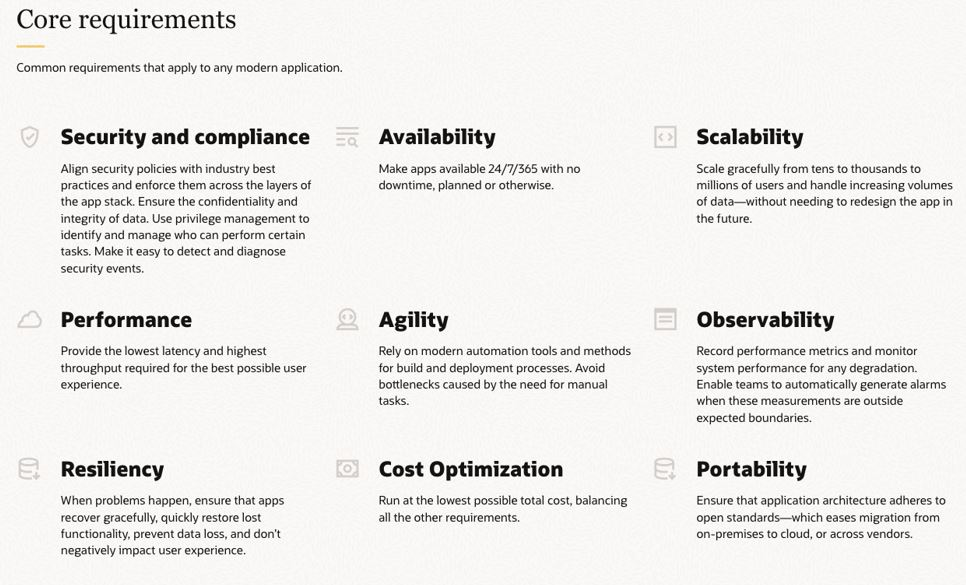 Core requirements
Common requirements that apply to any modern application.
Security and compliance
Align security policies with industry best
practices and enforce them across the layers of
the app stack. Ensure the confidentiality and
integrity of data. Use privilege management to
identify and manage who can perform certain
tasks. Make it easy to detect and diagnose
security events.
Availability
Make apps available 24/7/365 with no
downtime, planned or otherwise.
Scalability
Scale gracefully from tens to thousands to
millions of users and handle increasing volumes
of data—without needing to redesign the app in
the future.
Performance
Provide the lowest latency and highest
throughput required for the best possible user
experience.
Agility
Rely on modern automation tools and methods
for build and deployment processes. Avoid
bottlenecks caused by the need for manual
tasks.
Observability
Record performance metrics and monitor
system performance for any degradation.
Enable teams to automatically generate alarms
when these measurements are outside
expected boundaries.
Resiliency
When problems happen, ensure that apps
recover gracefully, quickly restore lost
functionality, prevent data loss, and don't
negatively impact user experience.
Cost Optimization
Run at the lowest possible total cost, balancing
all the other requirements.
Portability
Ensure that application architecture adheres to
open standards—which eases migration from
on-premises to cloud, or across vendors.